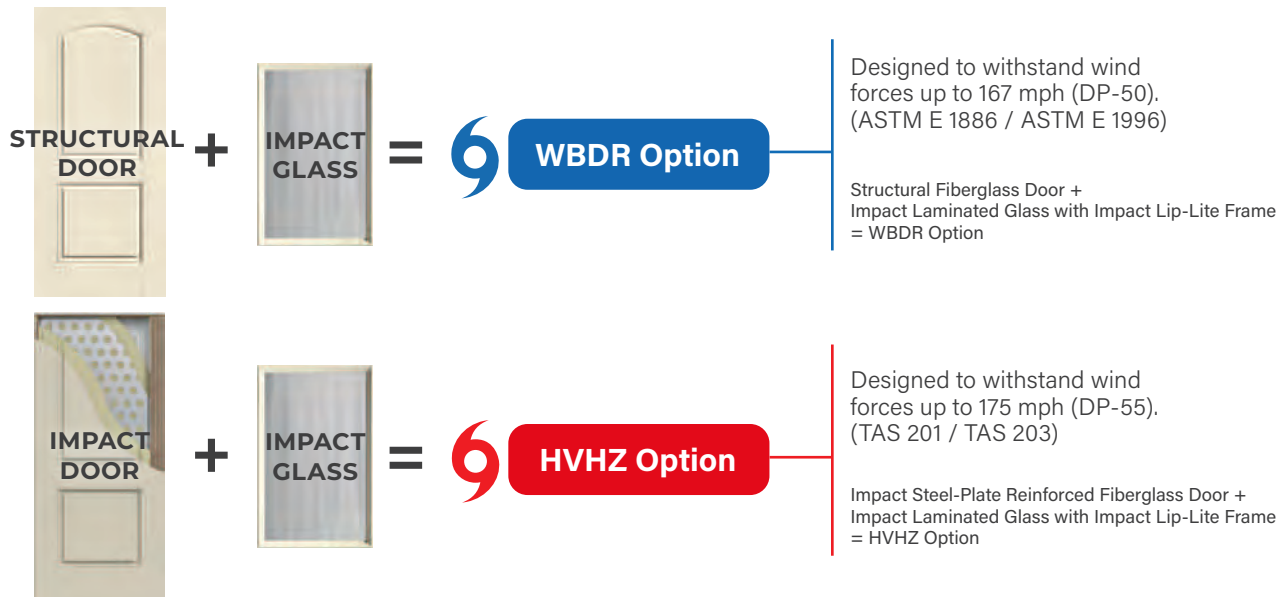 STRUCTURAL
DOOR
+
IMPACT
GLASS
=
WBDR Option
Designed to withstand wind
forces up to 167 mph (DP-50).
(ASTM E 1886 / ASTM E 1996)
Structural Fiberglass Door +
Impact Laminated Glass with Impact Lip-Lite Frame
= WBDR Option
IMPACT
DOOR
+
IMPACT
GLASS
=
HVHZ Option
Designed to withstand wind
forces up to 175 mph (DP-55).
(TAS 201 / TAS 203)
Impact Steel-Plate Reinforced Fiberglass Door +
Impact Laminated Glass with Impact Lip-Lite Frame
= HVHZ Option